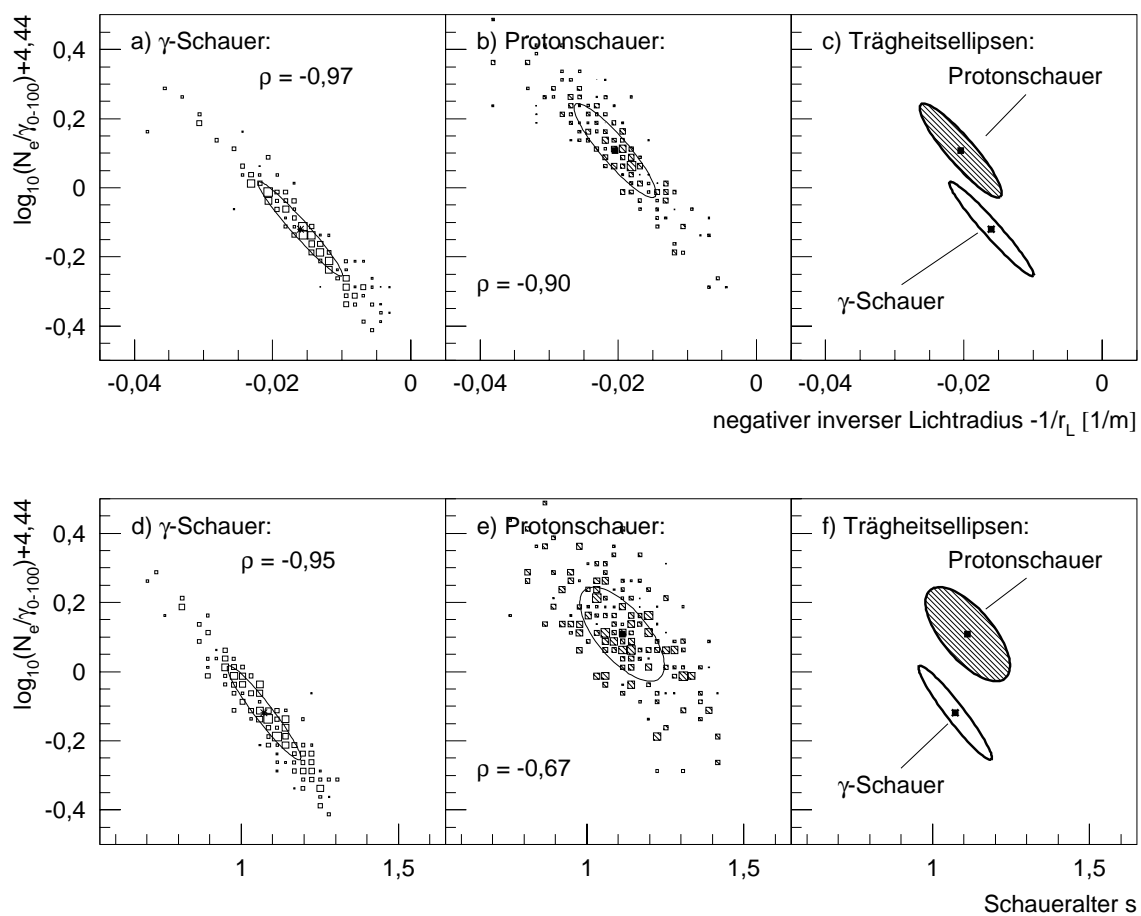 log10(Ne/γ0-100)+4,44
a) γ-Schauer:
ρ = -0,97
b) Protonschauer:
ρ = -0,90
c) Trägheitsellipsen:
Protonschauer
γ-Schauer
0,4
0,2
0
-0,2
-0,4
-0,04 -0,02 0
-0,04 -0,02 0
-0,04 -0,02 0
negativer inverser Lichtradius -1/rL [1/m]
log10(Ne/γ0-100)+4,44
d) γ-Schauer:
ρ = -0,95
e) Protonschauer:
ρ = -0,67
f) Trägheitsellipsen:
Protonschauer
γ-Schauer
0,4
0,2
0
-0,2
-0,4
1 1,5
1 1,5
1 1,5
Schaueralter s